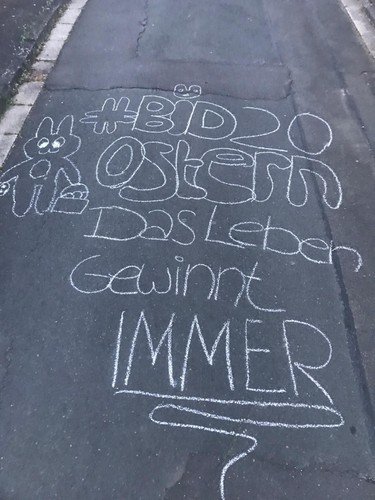 #BID20
Ostern
Das Leben
Gewinnt
IMMER